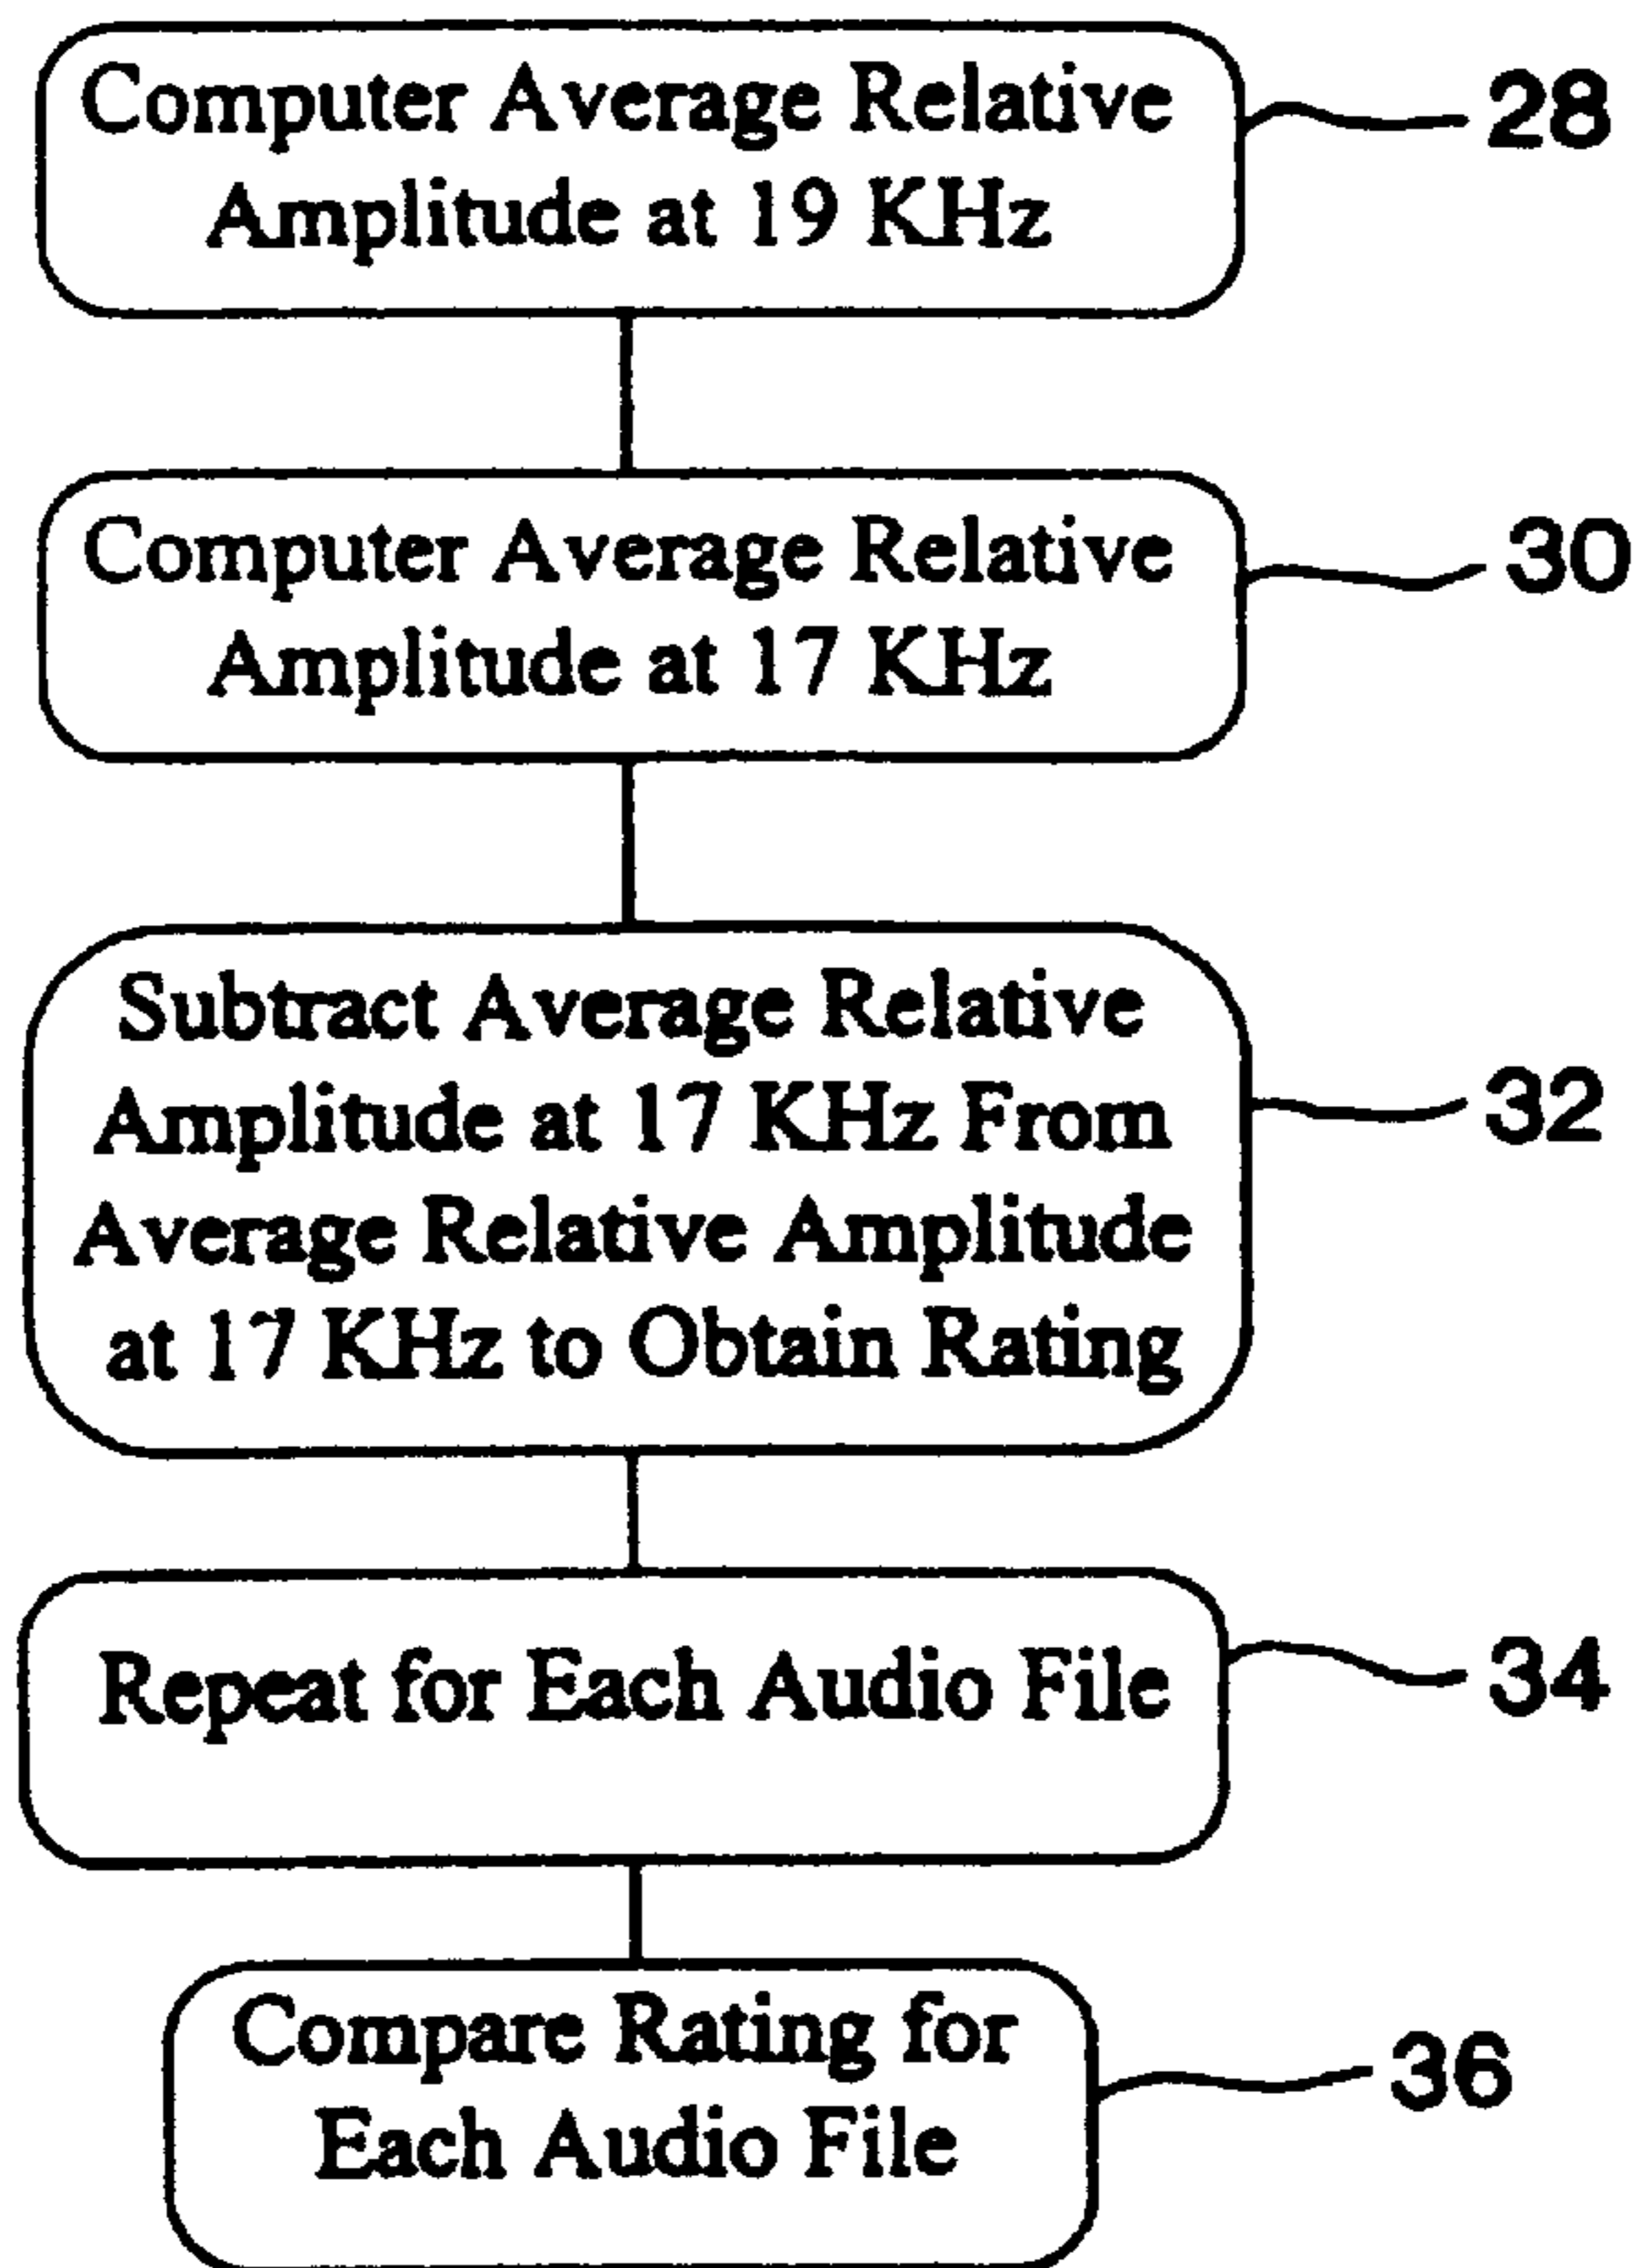 Computer Average Relative
Amplitude at 19 KHz
28
Computer Average Relative
Amplitude at 17 KHz
30
Subtract Average Relative
Amplitude at 17 KHz From
Average Relative Amplitude
at 17 KHz to Obtain Rating
32
Repeat for Each Audio File
34
Compare Rating for
Each Audio File
36